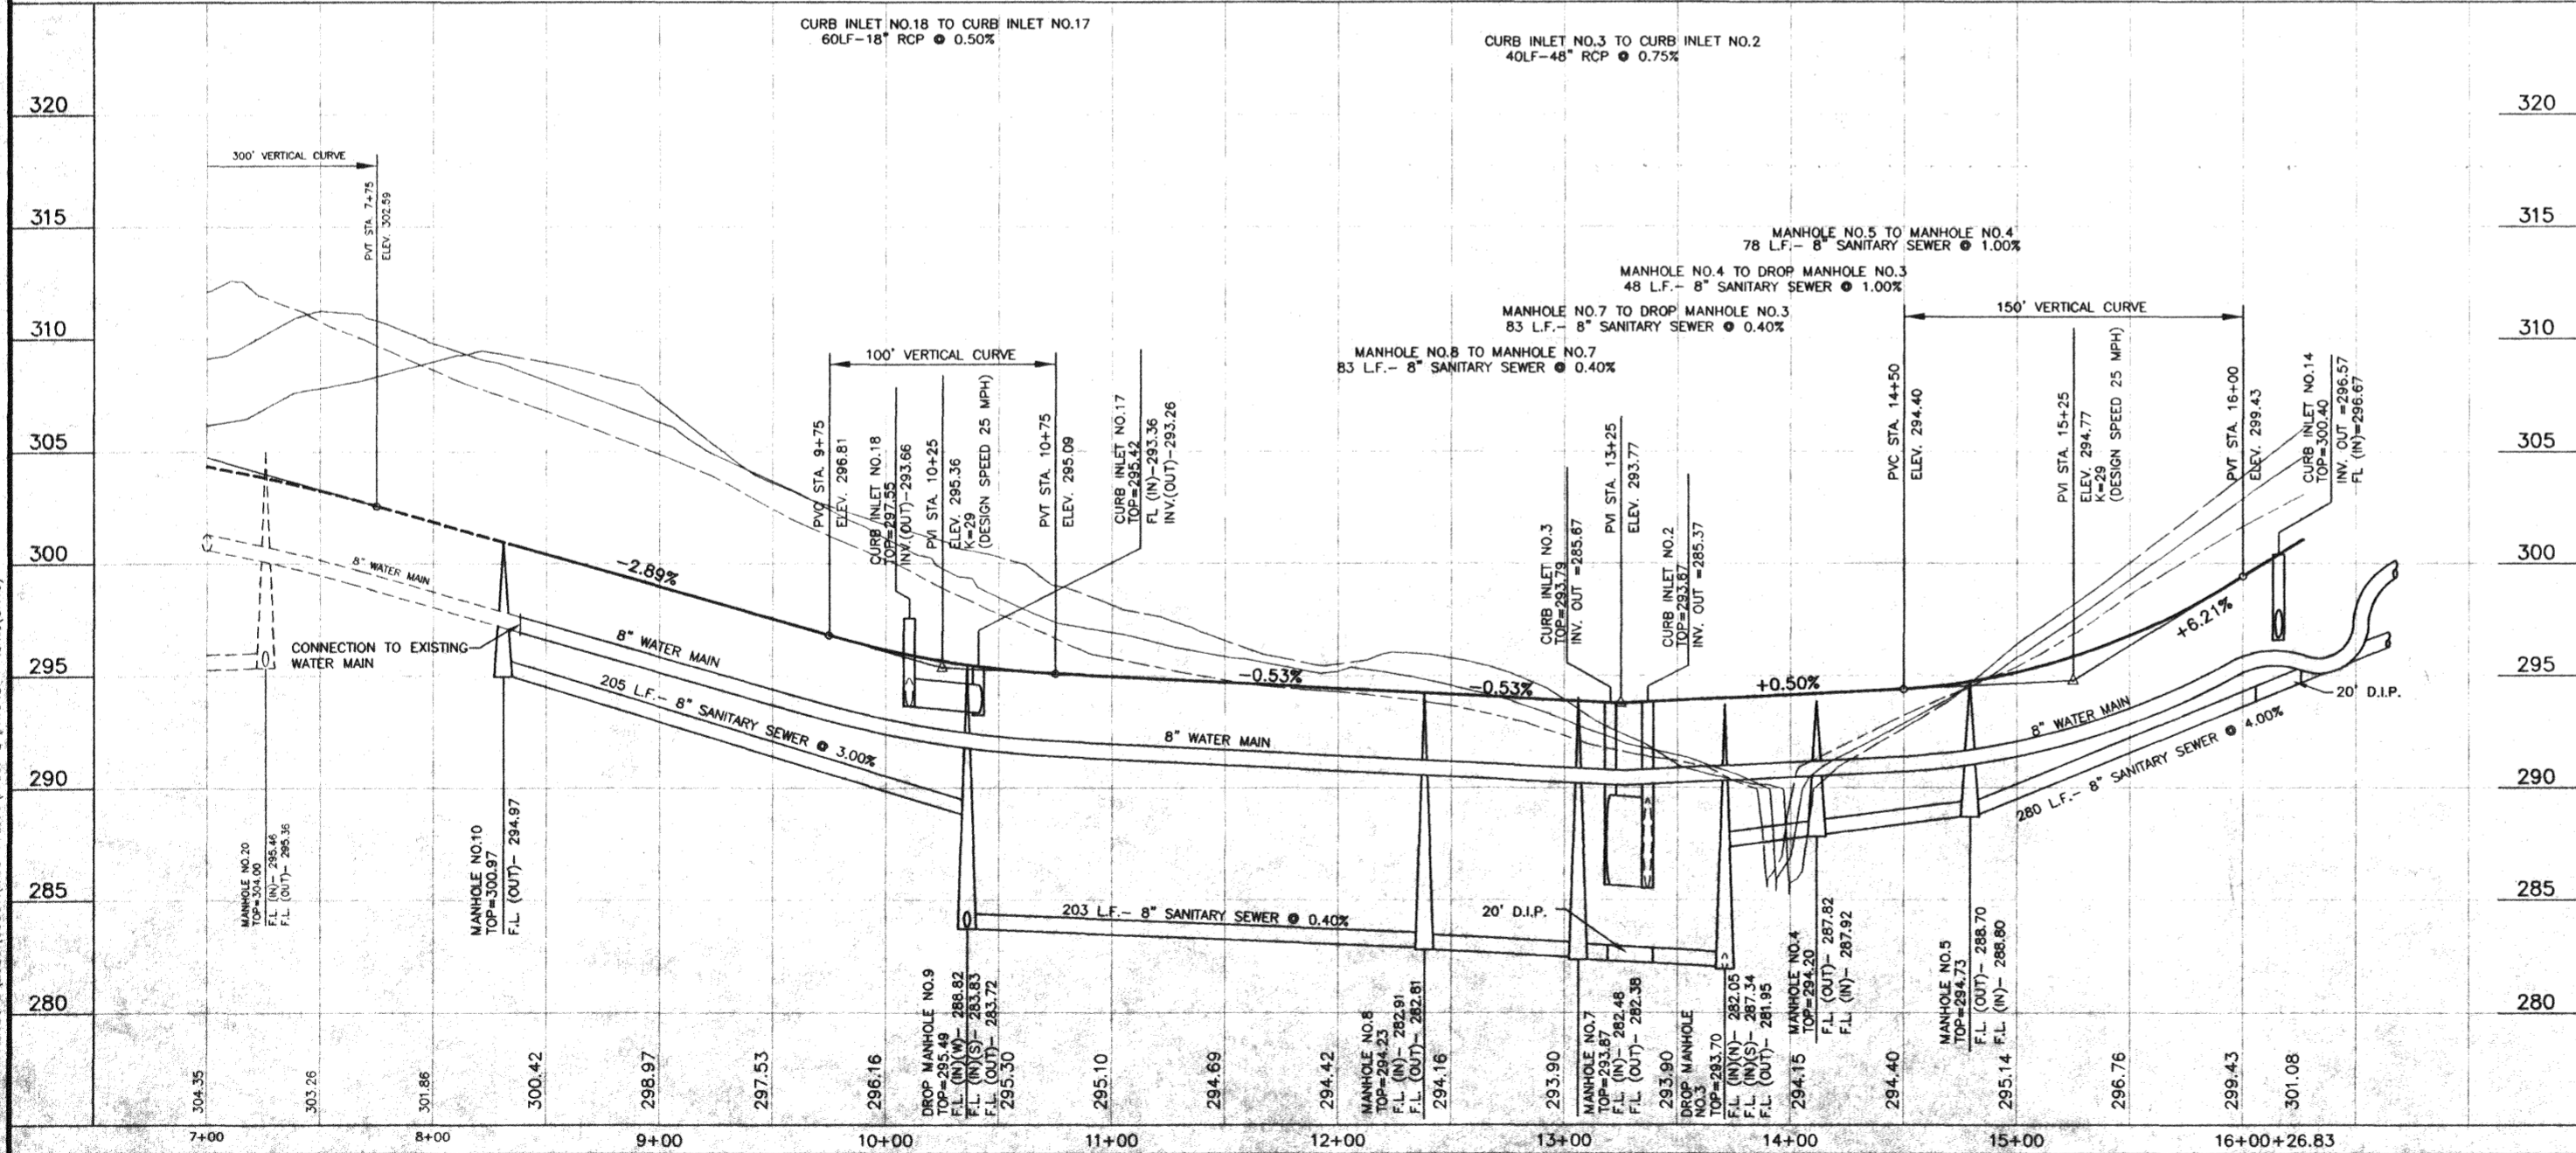 CURB INLET NO.18 TO CURB INLET NO.17
60LF-18" RCP @ 0.50%
CURB INLET NO.3 TO CURB INLET NO.2
40LF-48" RCP @ 0.75%
320
320
300' VERTICAL CURVE
PVT STA. 7+75
ELEV. 302.59
315
315
MANHOLE NO.5 TO MANHOLE NO.4
78 L.F.- 8" SANITARY SEWER @ 1.00%
MANHOLE NO.4 TO DROP MANHOLE NO.3
48 L.F.- 8" SANITARY SEWER @ 1.00%
MANHOLE NO.7 TO DROP MANHOLE NO.3
83 L.F.- 8" SANITARY SEWER @ 0.40%
MANHOLE NO.8 TO MANHOLE NO.7
83 L.F.- 8" SANITARY SEWER @ 0.40%
150' VERTICAL CURVE
310
310
100' VERTICAL CURVE
PVC STA. 9+75
ELEV. 296.81
CURB INLET NO.18
TOP=297.55
INV.(OUT)-293.66
PVI STA. 10+25
ELEV. 295.36
K=29
(DESIGN SPEED 25 MPH)
PVT STA. 10+75
ELEV. 295.09
CURB INLET NO.17
TOP=295.42
FL (IN)-293.36
INV.(OUT)-293.26
CURB INLET NO.3
TOP=293.79
INV. OUT =285.67
PVI STA. 13+25
ELEV. 293.77
CURB INLET NO.2
TOP=293.67
INV. OUT =285.37
PVC STA. 14+50
ELEV. 294.40
PVI STA. 15+25
ELEV. 294.77
K=29
(DESIGN SPEED 25 MPH)
PVT STA. 16+00
ELEV. 299.43
CURB INLET NO.14
TOP=300.40
INV. OUT =296.57
FL (IN)=296.67
305
305
300
300
8" WATER MAIN
-2.89%
CONNECTION TO EXISTING
WATER MAIN
8" WATER MAIN
205 L.F.- 8" SANITARY SEWER @ 3.00%
295
295
-0.53%
-0.53%
+0.50%
+6.21%
8" WATER MAIN
8" WATER MAIN
20' D.I.P.
280 L.F.- 8" SANITARY SEWER @ 4.00%
290
290
285
285
203 L.F.- 8" SANITARY SEWER @ 0.40%
20' D.I.P.
280
280
MANHOLE NO.20
TOP=304.00
F.L. (IN)- 295.46
F.L. (OUT)- 295.36
MANHOLE NO.10
TOP=300.97
F.L. (OUT)- 294.97
DROP MANHOLE NO.9
TOP=295.49
F.L. (IN)(W)- 288.82
F.L. (IN)(S)- 283.83
F.L. (OUT)- 283.72
MANHOLE NO.8
TOP=294.23
F.L. (IN)- 282.91
F.L. (OUT)- 282.81
MANHOLE NO.7
TOP=293.87
F.L. (IN)- 282.48
F.L. (OUT)- 282.38
DROP MANHOLE
NO.3
TOP=293.70
F.L. (IN)(N)- 282.05
F.L. (IN)(S)- 287.34
F.L. (OUT)- 281.95
MANHOLE NO.4
TOP=294.20
F.L. (OUT)- 287.82
F.L. (IN)- 287.92
MANHOLE NO.5
TOP=294.73
F.L. (OUT)- 288.70
F.L. (IN)- 288.80
304.35
303.26
301.86
300.42
298.97
297.53
296.16
295.30
295.10
294.69
294.42
294.16
293.90
293.90
294.15
294.40
295.14
296.76
299.43
301.08
7+00
8+00
9+00
10+00
11+00
12+00
13+00
14+00
15+00
16+00+26.83